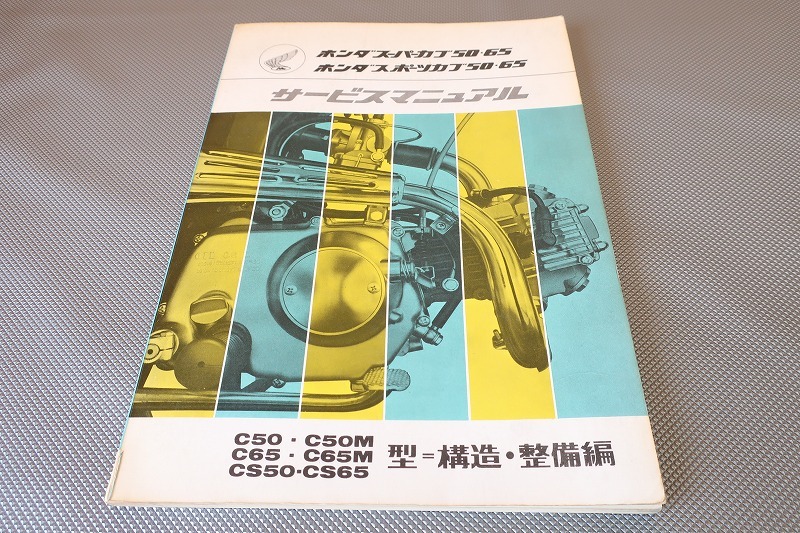 ホンダスーパーカブ50・65
ホンダスポーツカブ50・65
サービスマニュアル
C50・C50M
C65・C65M
CS50・CS65
型=構造・整備編